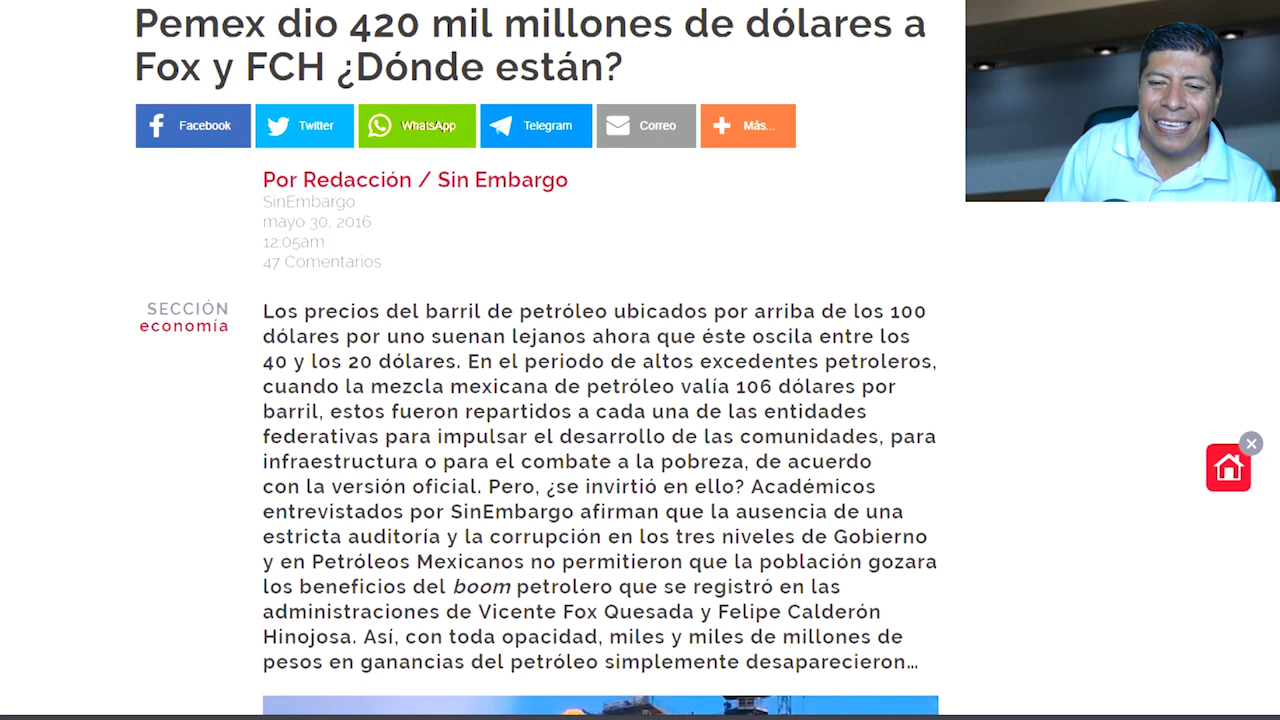 Pemex dio 420 mil millones de dólares a
Fox y FCH ¿Dónde están?
Facebook
Twitter
WhatsApp
Telegram
Correo
Más...
Por Redacción / Sin Embargo
SinEmbargo
mayo 30, 2016
12:05am
47 Comentarios
SECCIÓN
economía
Los precios del barril de petróleo ubicados por arriba de los 100
dólares por uno suenan lejanos ahora que éste oscila entre los
40 y los 20 dólares. En el periodo de altos excedentes petroleros,
cuando la mezcla mexicana de petróleo valía 106 dólares por
barril, estos fueron repartidos a cada una de las entidades
federativas para impulsar el desarrollo de las comunidades, para
infraestructura o para el combate a la pobreza, de acuerdo
con la versión oficial. Pero, ¿se invirtió en ello? Académicos
entrevistados por SinEmbargo afirman que la ausencia de una
estricta auditoría y la corrupción en los tres niveles de Gobierno
y en Petróleos Mexicanos no permitieron que la población gozara
los beneficios del boom petrolero que se registró en las
administraciones de Vicente Fox Quesada y Felipe Calderón
Hinojosa. Así, con toda opacidad, miles y miles de millones de
pesos en ganancias del petróleo simplemente desaparecieron...